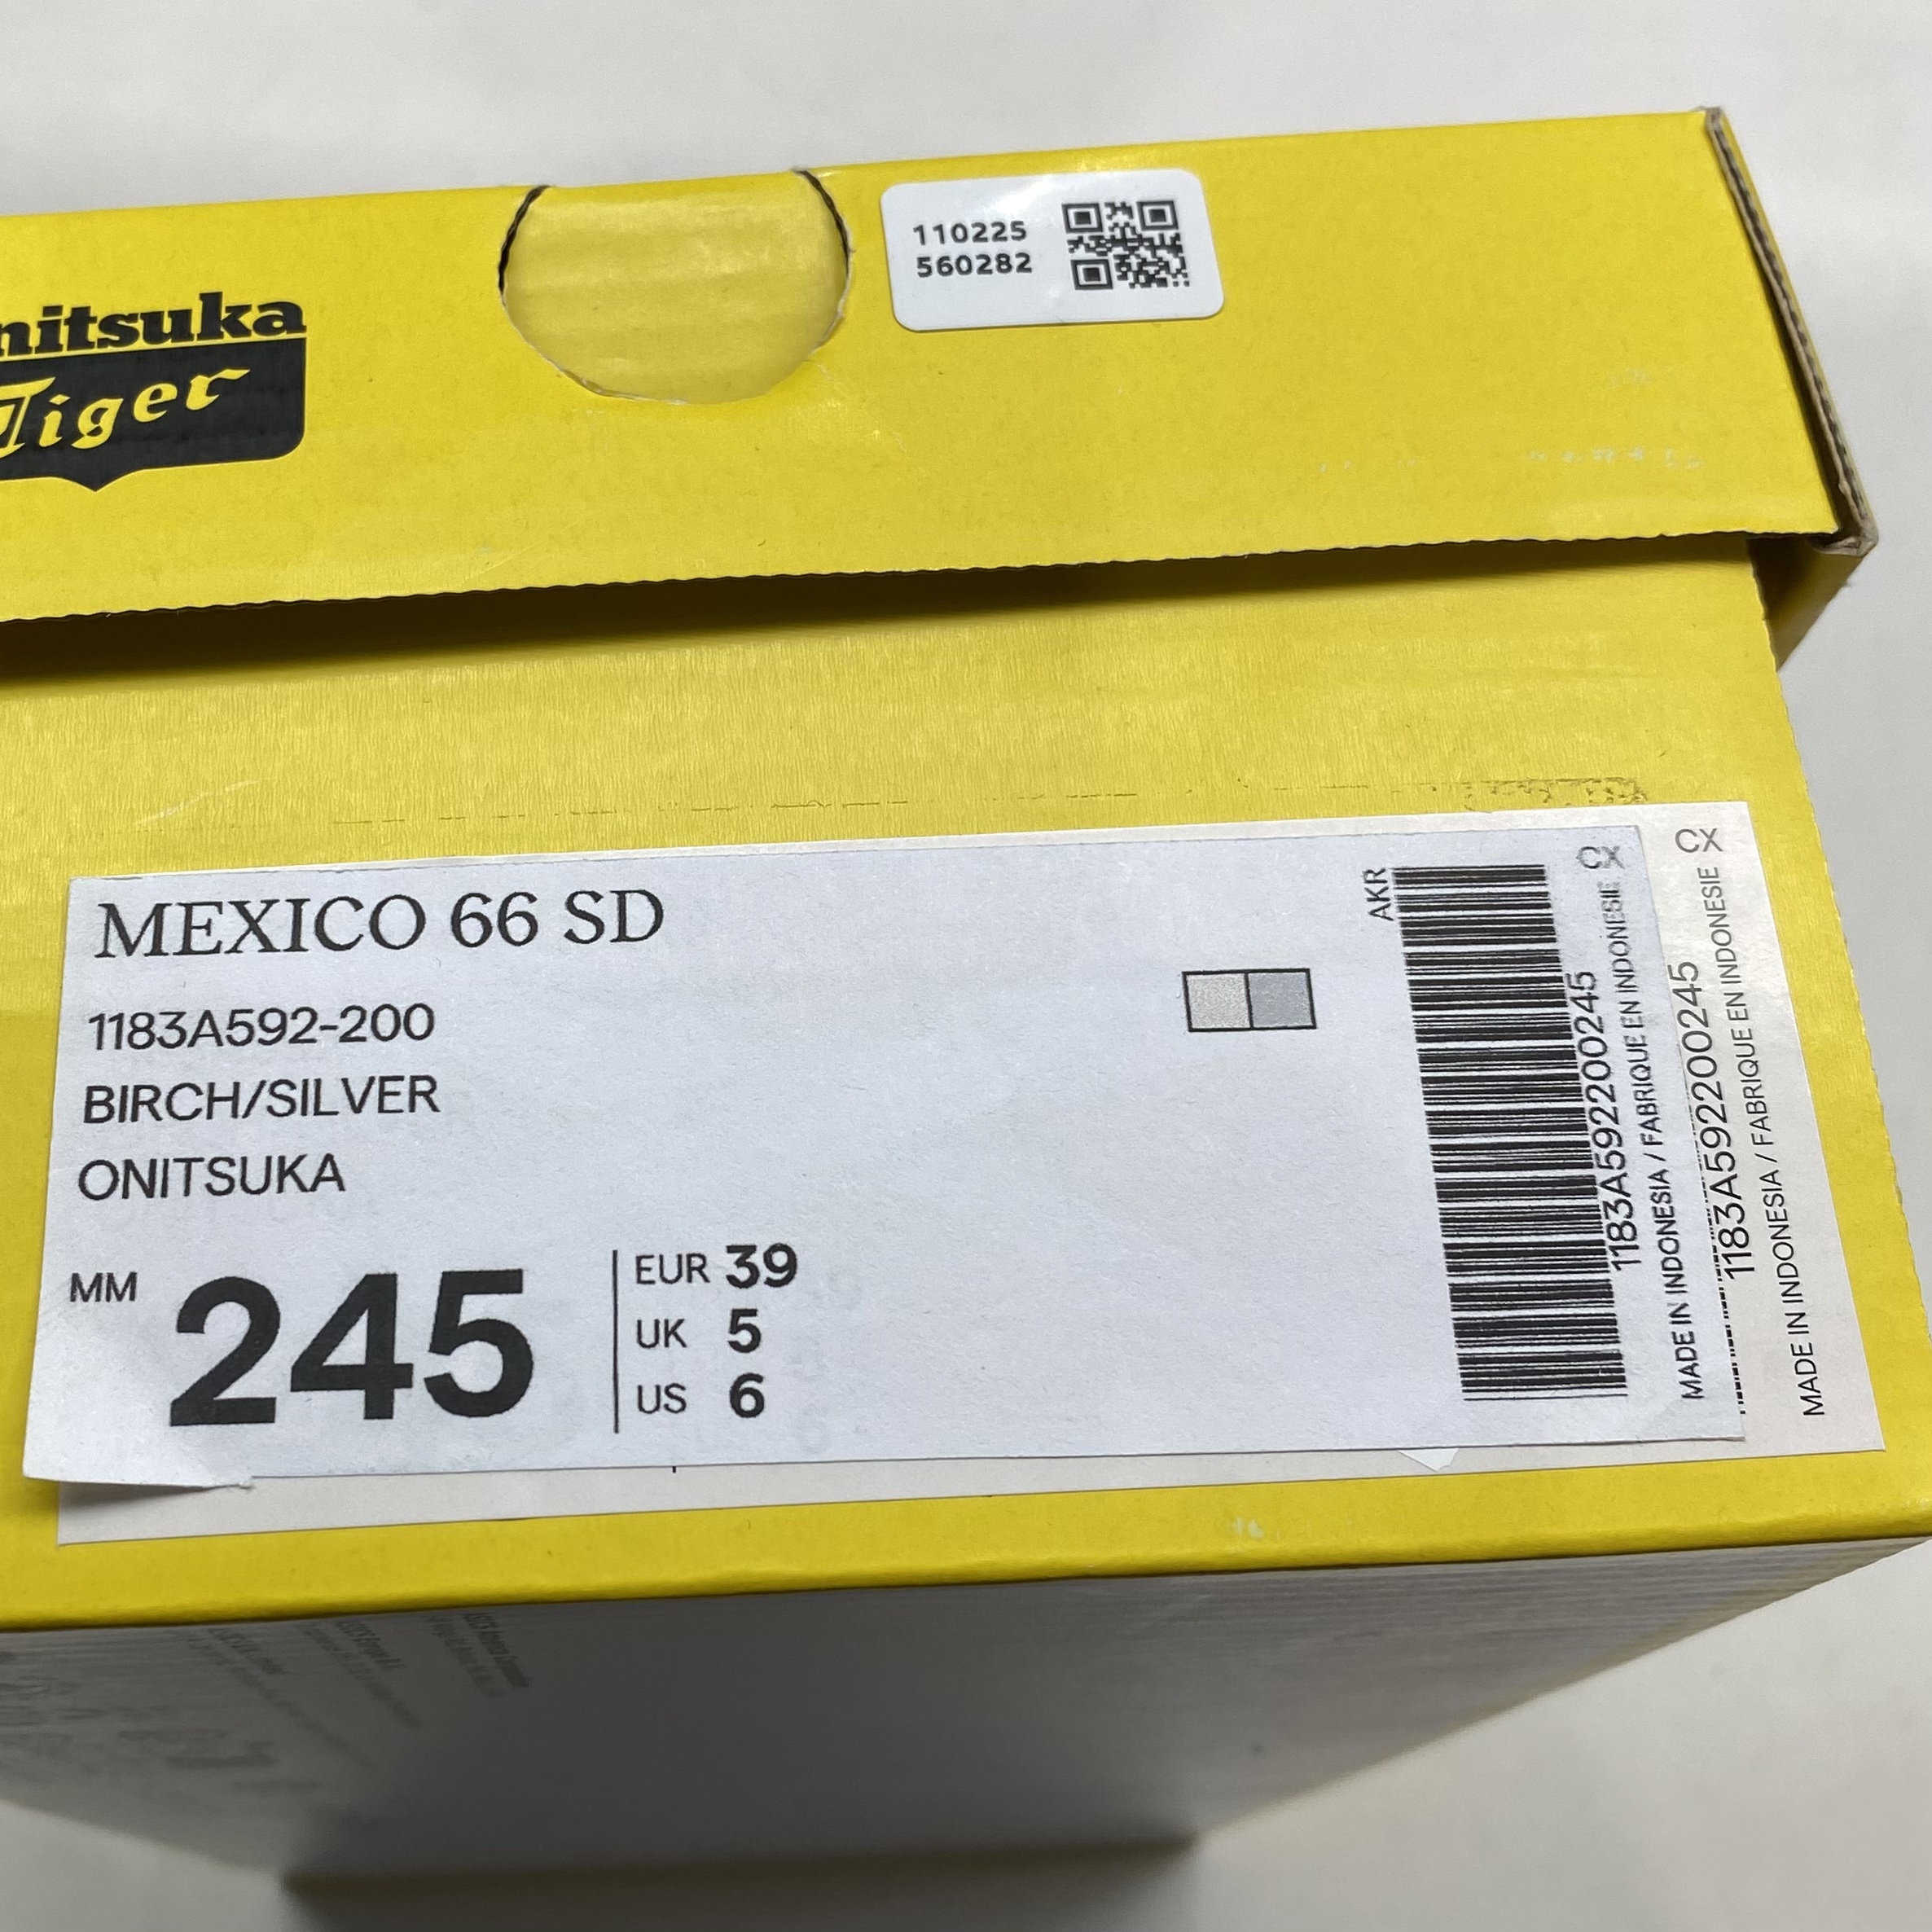 nitsuka
Tiger
110225
560282
MEXICO 66 SD
1183A592-200
BIRCH/SILVER
ONITSUKA
MM 245
EUR 39
UK 5
US 6
AKR
1183A592200245
MADE IN INDONESIA / FABRIQUE EN INDONESIE CX
1183A592200245
MADE IN INDONESIA / FABRIQUE EN INDONESIE CX